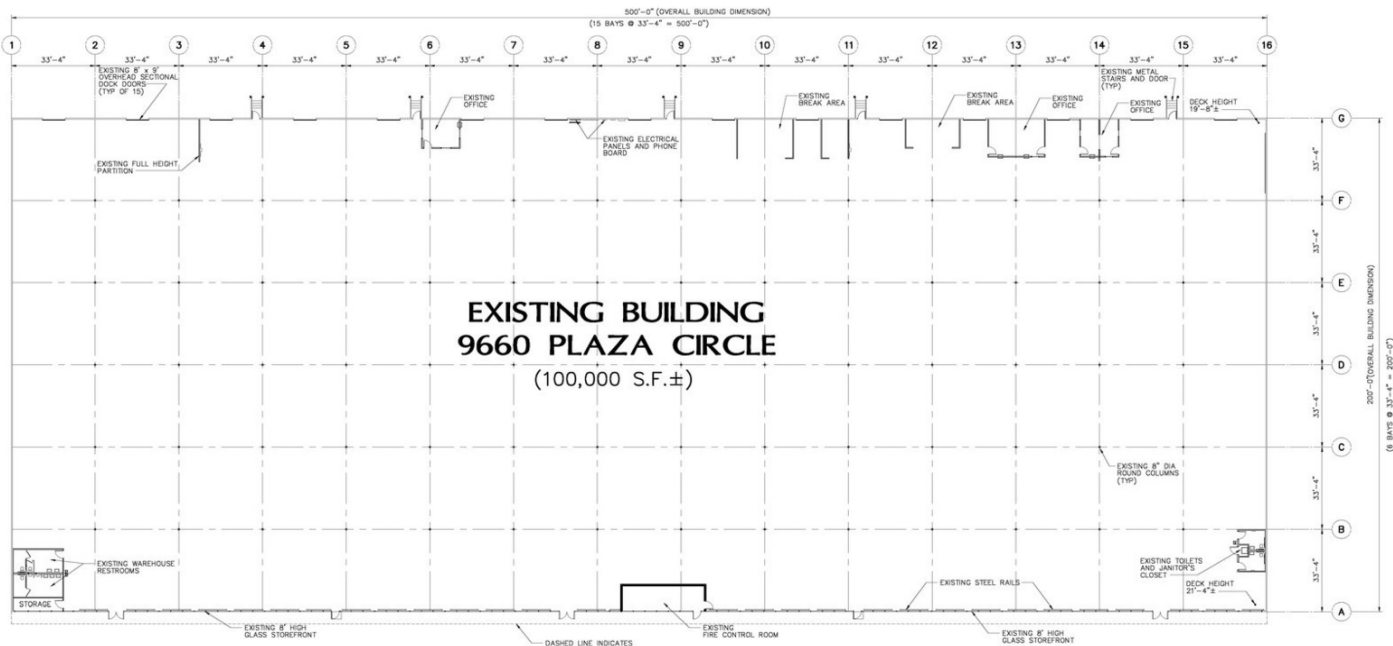 500'-0" (OVERALL BUILDING DIMENSION)
(15 BAYS @ 33'-4" = 500'-0")
1 2 3 4 5 6 7 8 9 10 11 12 13 14 15 16
33'-4" 33'-4" 33'-4" 33'-4" 33'-4" 33'-4" 33'-4" 33'-4" 33'-4" 33'-4" 33'-4" 33'-4" 33'-4" 33'-4" 33'-4"
EXISTING 8' x 9'
OVERHEAD SECTIONAL
DOCK DOORS
(TYP OF 15)
EXISTING
OFFICE
EXISTING
BREAK AREA
EXISTING
BREAK AREA
EXISTING
OFFICE
EXISTING METAL
STAIRS AND DOOR
(TYP)
EXISTING
OFFICE
DECK HEIGHT
19'-8"±
G
EXISTING ELECTRICAL
PANELS AND PHONE
BOARD
EXISTING FULL HEIGHT
PARTITION
33'-4"
F
33'-4"
E
EXISTING BUILDING
9660 PLAZA CIRCLE
(100,000 S.F.±)
33'-4"
D
200'-0"(OVERALL BUILDING DIMENSION)
(6 BAYS @ 33'-4" = 200'-0")
33'-4"
C
EXISTING 8" DIA
ROUND COLUMNS
(TYP)
33'-4"
B
EXISTING WAREHOUSE
RESTROOMS
STORAGE
EXISTING TOILETS
AND JANITOR'S
CLOSET
33'-4"
EXISTING STEEL RAILS
DECK HEIGHT
21'-4"±
A
EXISTING 8' HIGH
GLASS STOREFRONT
EXISTING
FIRE CONTROL ROOM
EXISTING 8' HIGH
GLASS STOREFRONT
DASHED LINE INDICATES